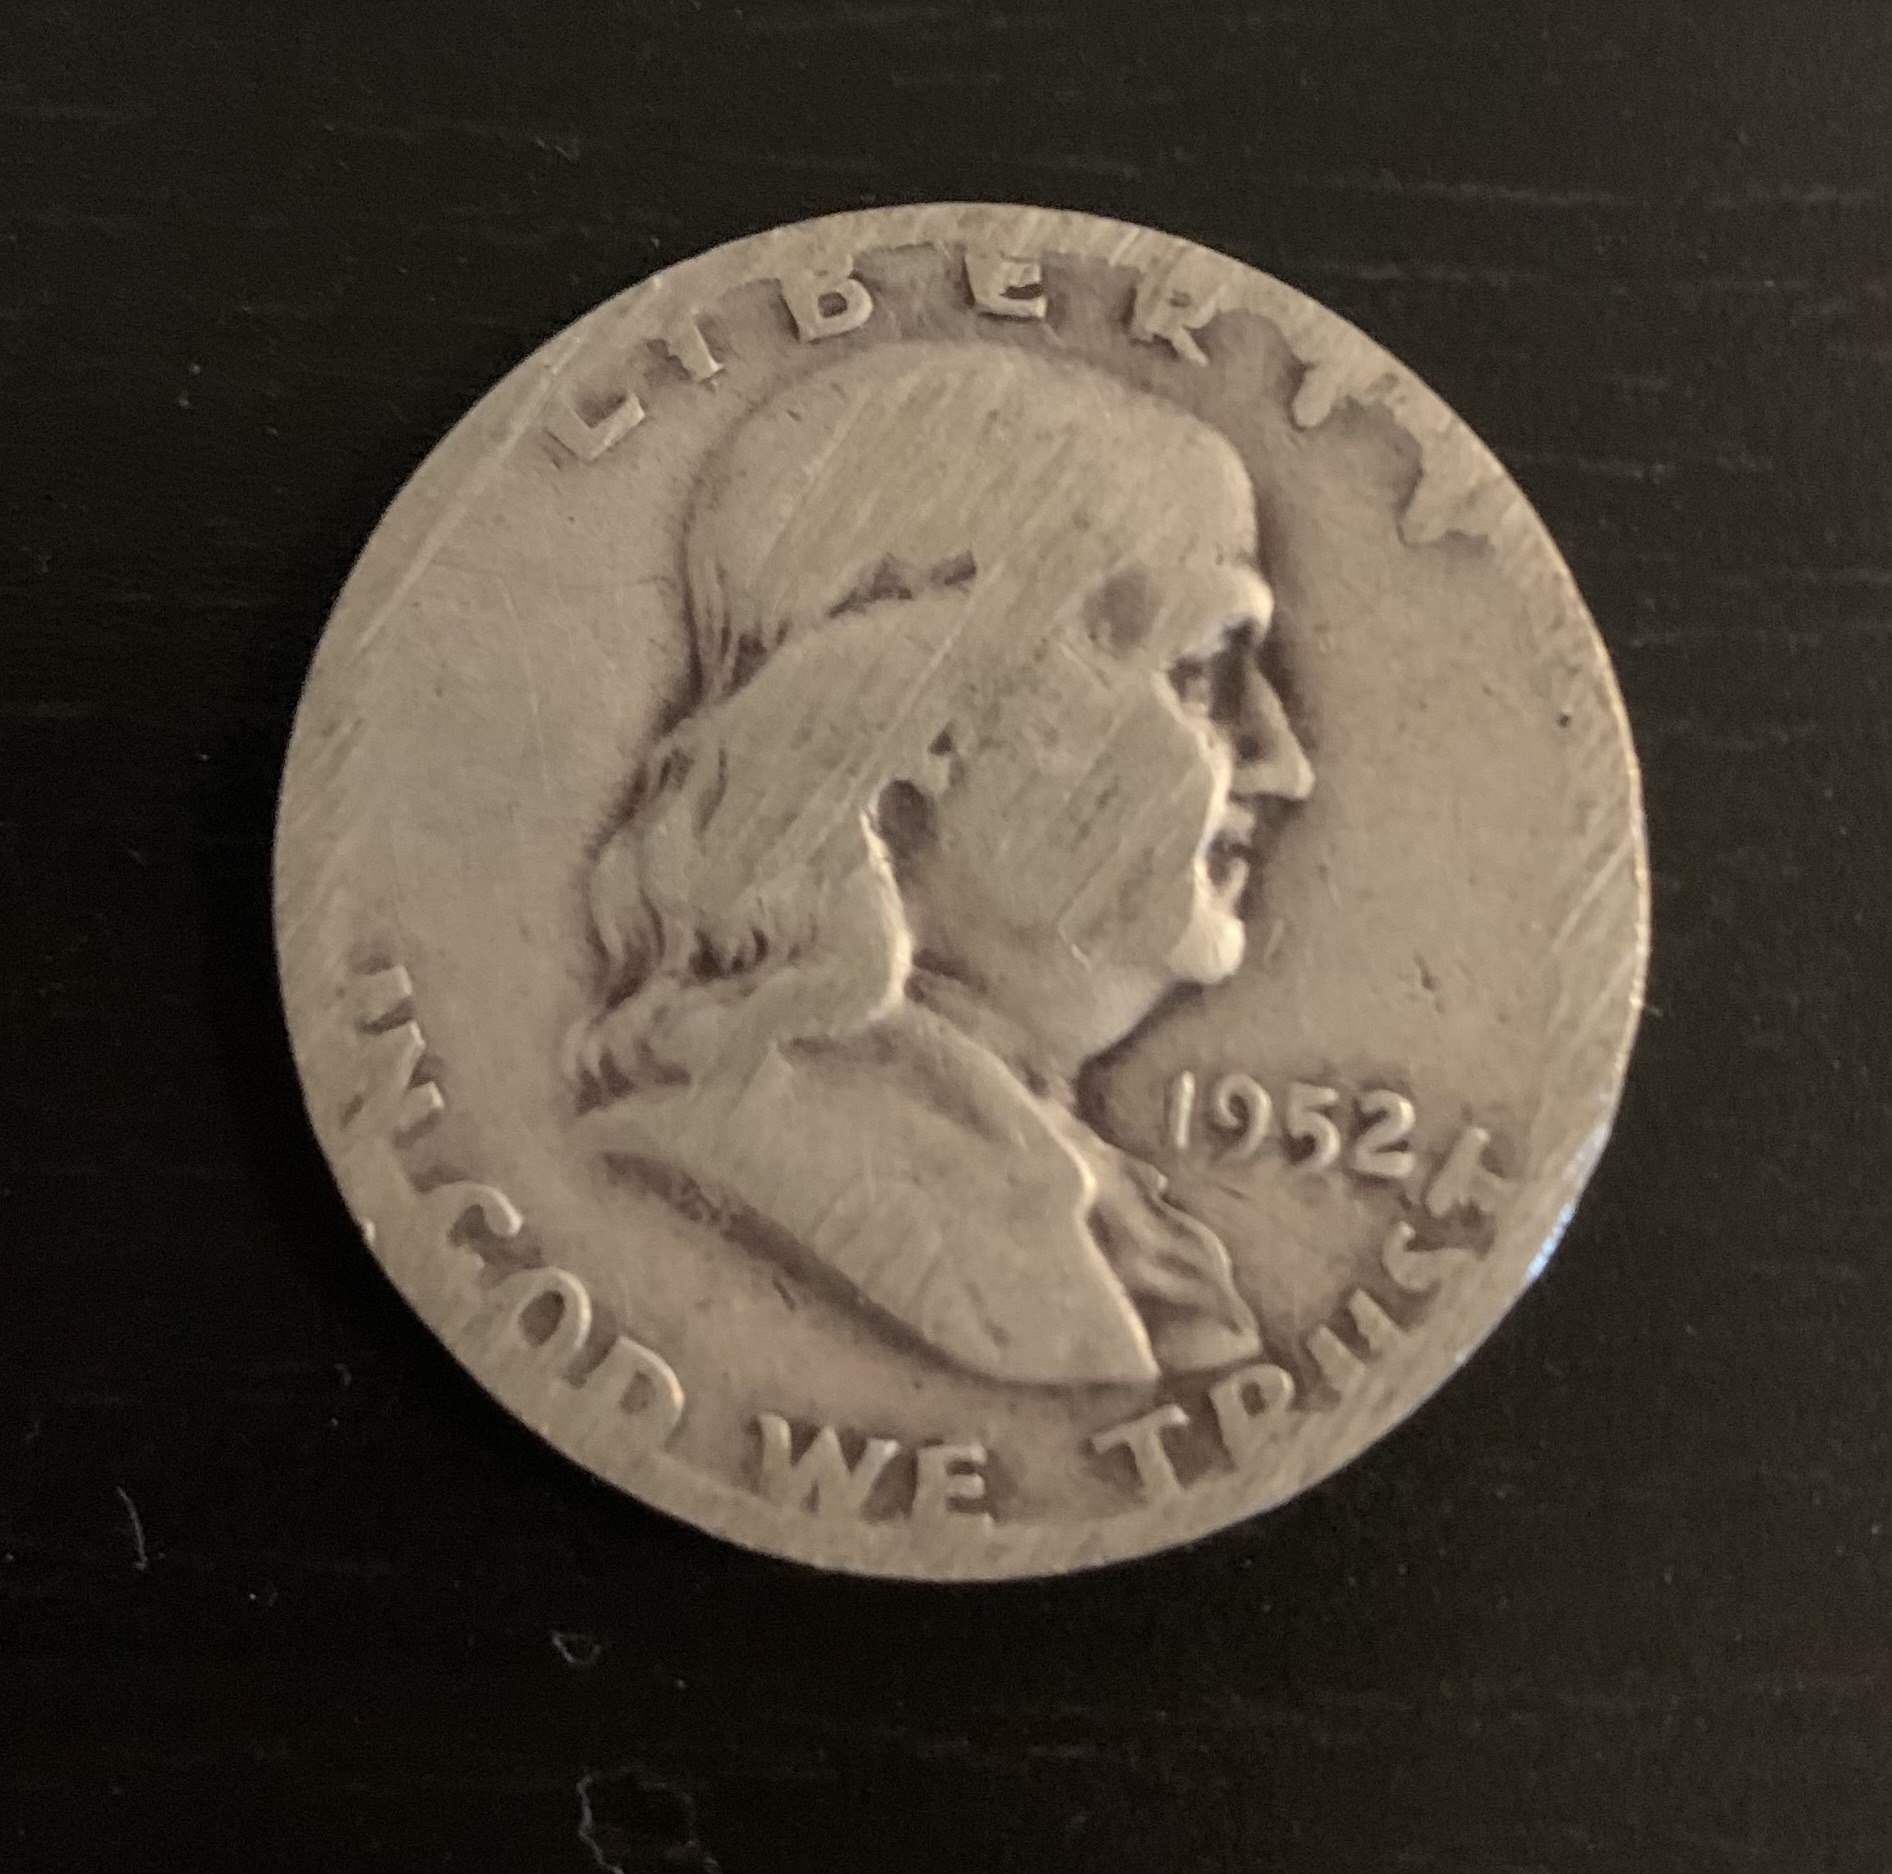 LIBERTY
1952
IN GOD WE TRUST